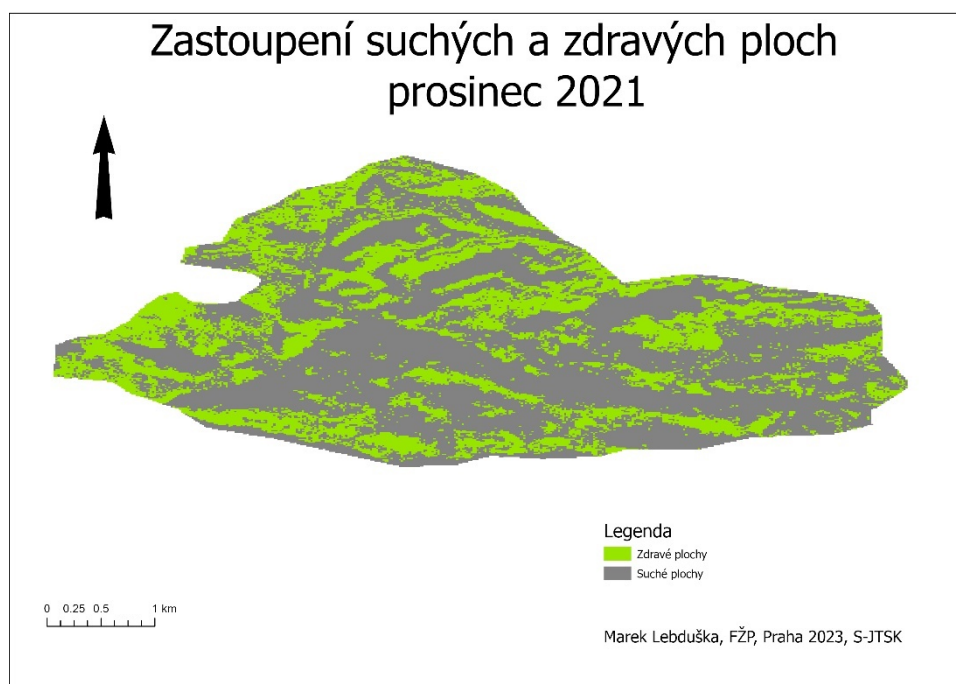 Zastoupení suchých a zdravých ploch
prosinec 2021
Legenda
Zdravé plochy
Suché plochy
0 0.25 0.5 1 km
Marek Lebduška, FŽP, Praha 2023, S-JTSK